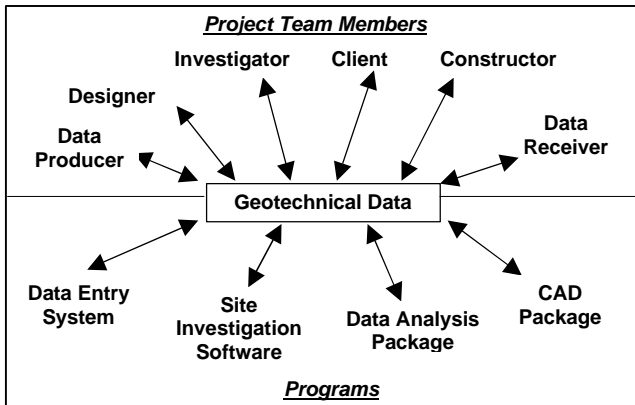 Project Team Members
Investigator
Client
Constructor
Designer
Data
Producer
Data
Receiver
Geotechnical Data
Data Entry
System
Site
Investigation
Software
Data Analysis
Package
CAD
Package
Programs